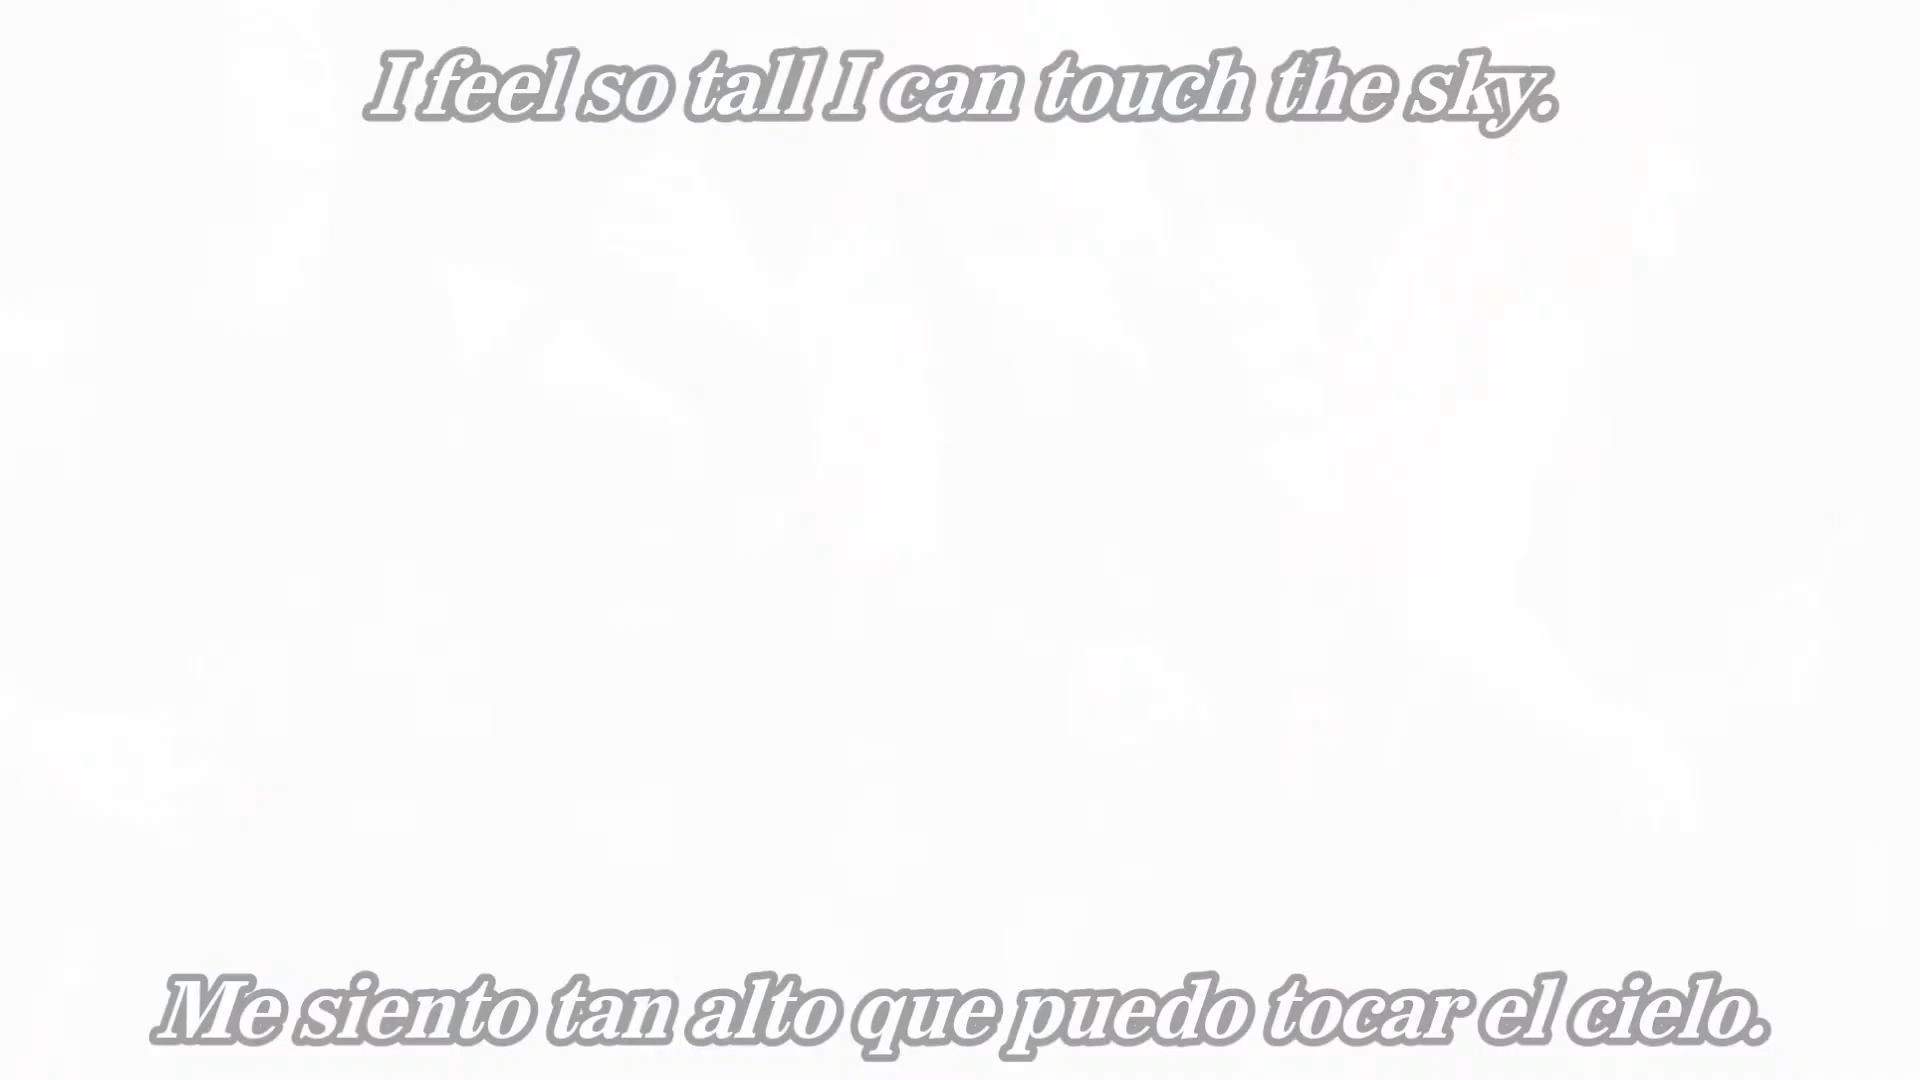 I feel so tall I can touch the sky.
Me siento tan alto que puedo tocar el cielo.